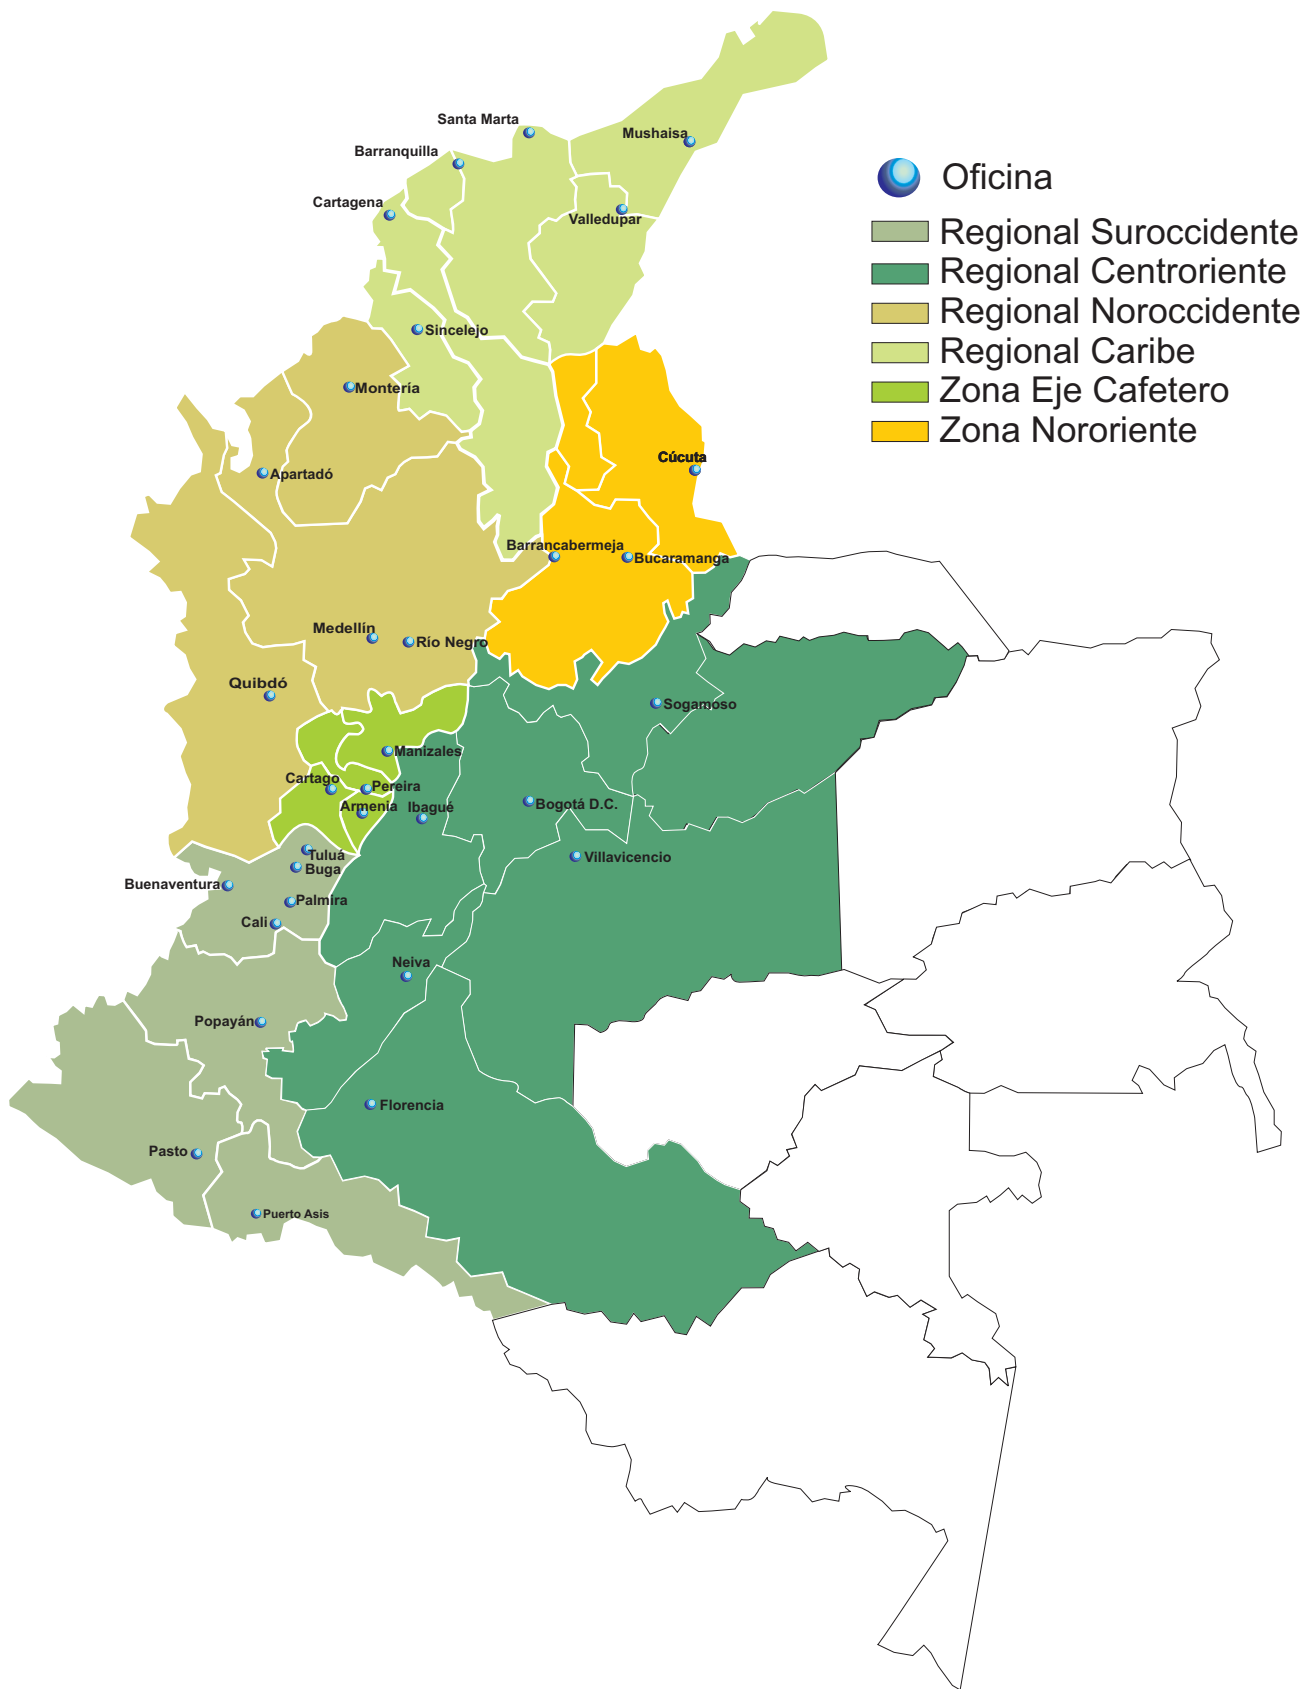 Santa Marta
Mushaisa
Barranquilla
Cartagena
Valledupar
Sincelejo
Montería
Apartadó
Cúcuta
Barrancabermeja
Bucaramanga
Medellín
Río Negro
Quibdó
Sogamoso
Manizales
Cartago
Pereira
Armenia
Ibagué
Bogotá D.C.
Tuluá
Buga
Villavicencio
Buenaventura
Palmira
Cali
Neiva
Popayán
Florencia
Pasto
Puerto Asis
Oficina
Regional Suroccidente
Regional Centroriente
Regional Noroccidente
Regional Caribe
Zona Eje Cafetero
Zona Nororiente